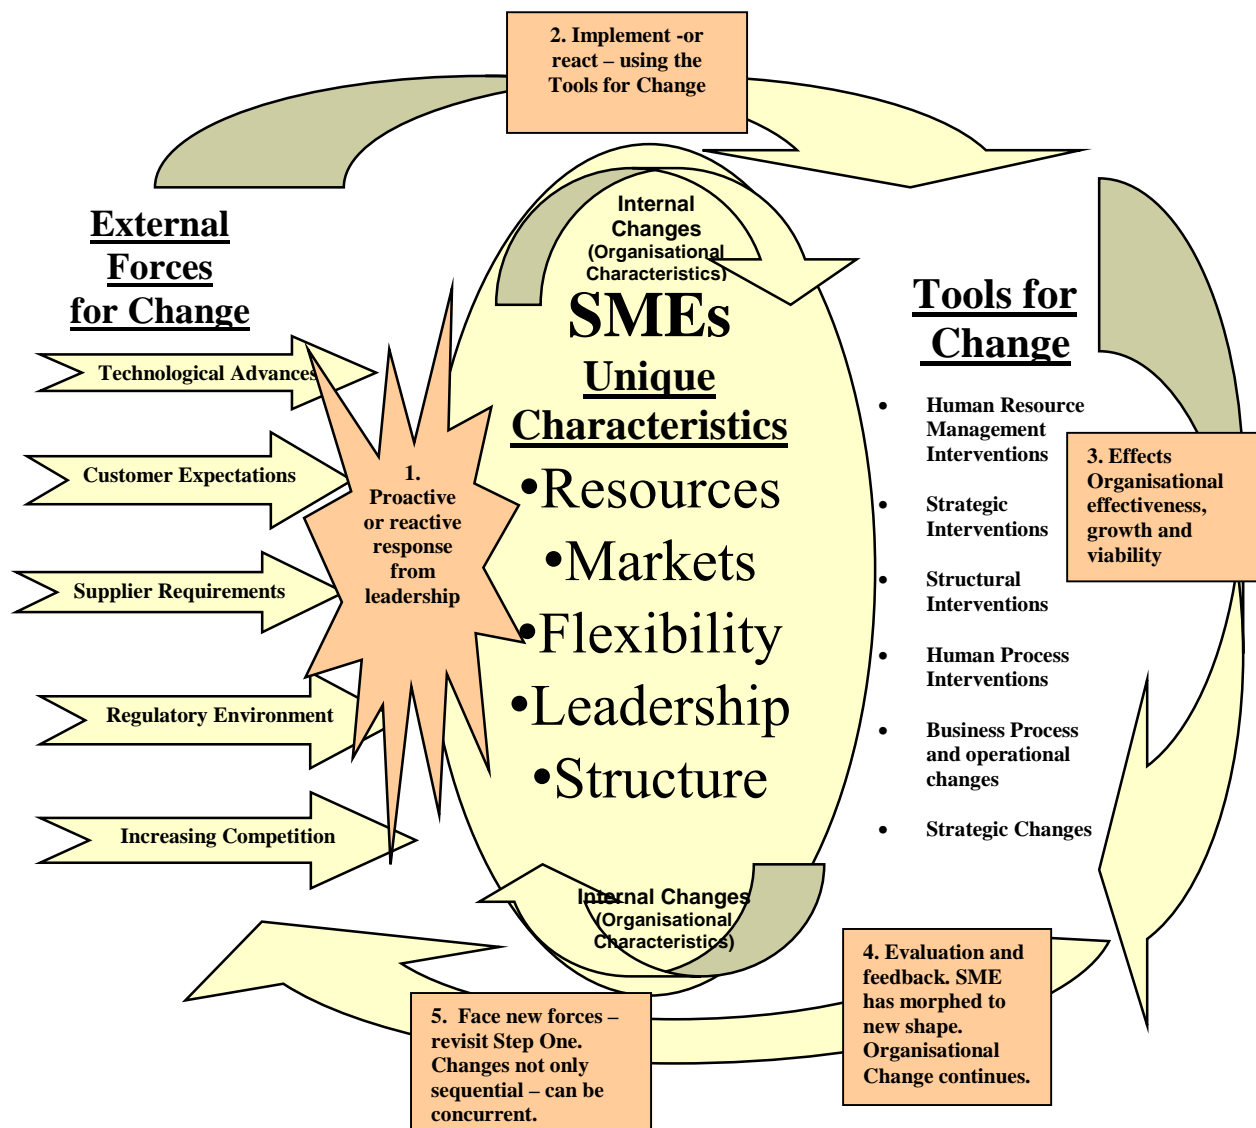 2. Implement -or
react – using the
Tools for Change
External
Forces
for Change
Technological Advances
Customer Expectations
Supplier Requirements
Regulatory Environment
Increasing Competition
1.
Proactive
or reactive
response
from
leadership
Internal
Changes
(Organisational
Characteristics)
SMEs
Unique
Characteristics
•Resources
•Markets
•Flexibility
•Leadership
•Structure
Internal Changes
(Organisational
Characteristics)
Tools for
Change
• Human Resource
Management
Interventions
• Strategic
Interventions
• Structural
Interventions
• Human Process
Interventions
• Business Process
and operational
changes
• Strategic Changes
3. Effects
Organisational
effectiveness,
growth and
viability
4. Evaluation and
feedback. SME
has morphed to
new shape.
Organisational
Change continues.
5. Face new forces –
revisit Step One.
Changes not only
sequential – can be
concurrent.